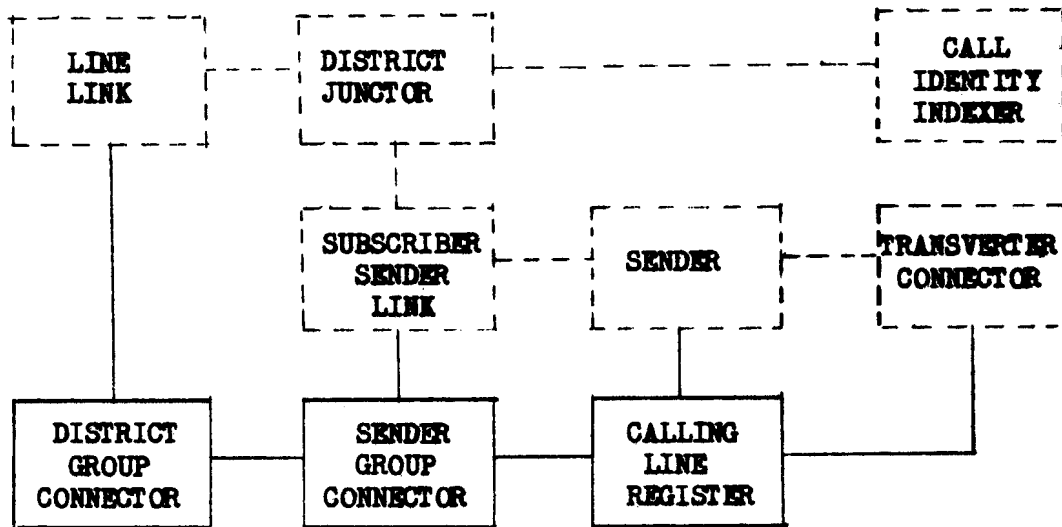 LINE
LINK
DISTRICT
JUNCTOR
CALL
IDENTITY
INDEXER
SUBSCRIBER
SENDER
LINK
SENDER
TRANSVERTER
CONNECTOR
DISTRICT
GROUP
CONNECTOR
SENDER
GROUP
CONNECTOR
CALLING
LINE
REGISTER